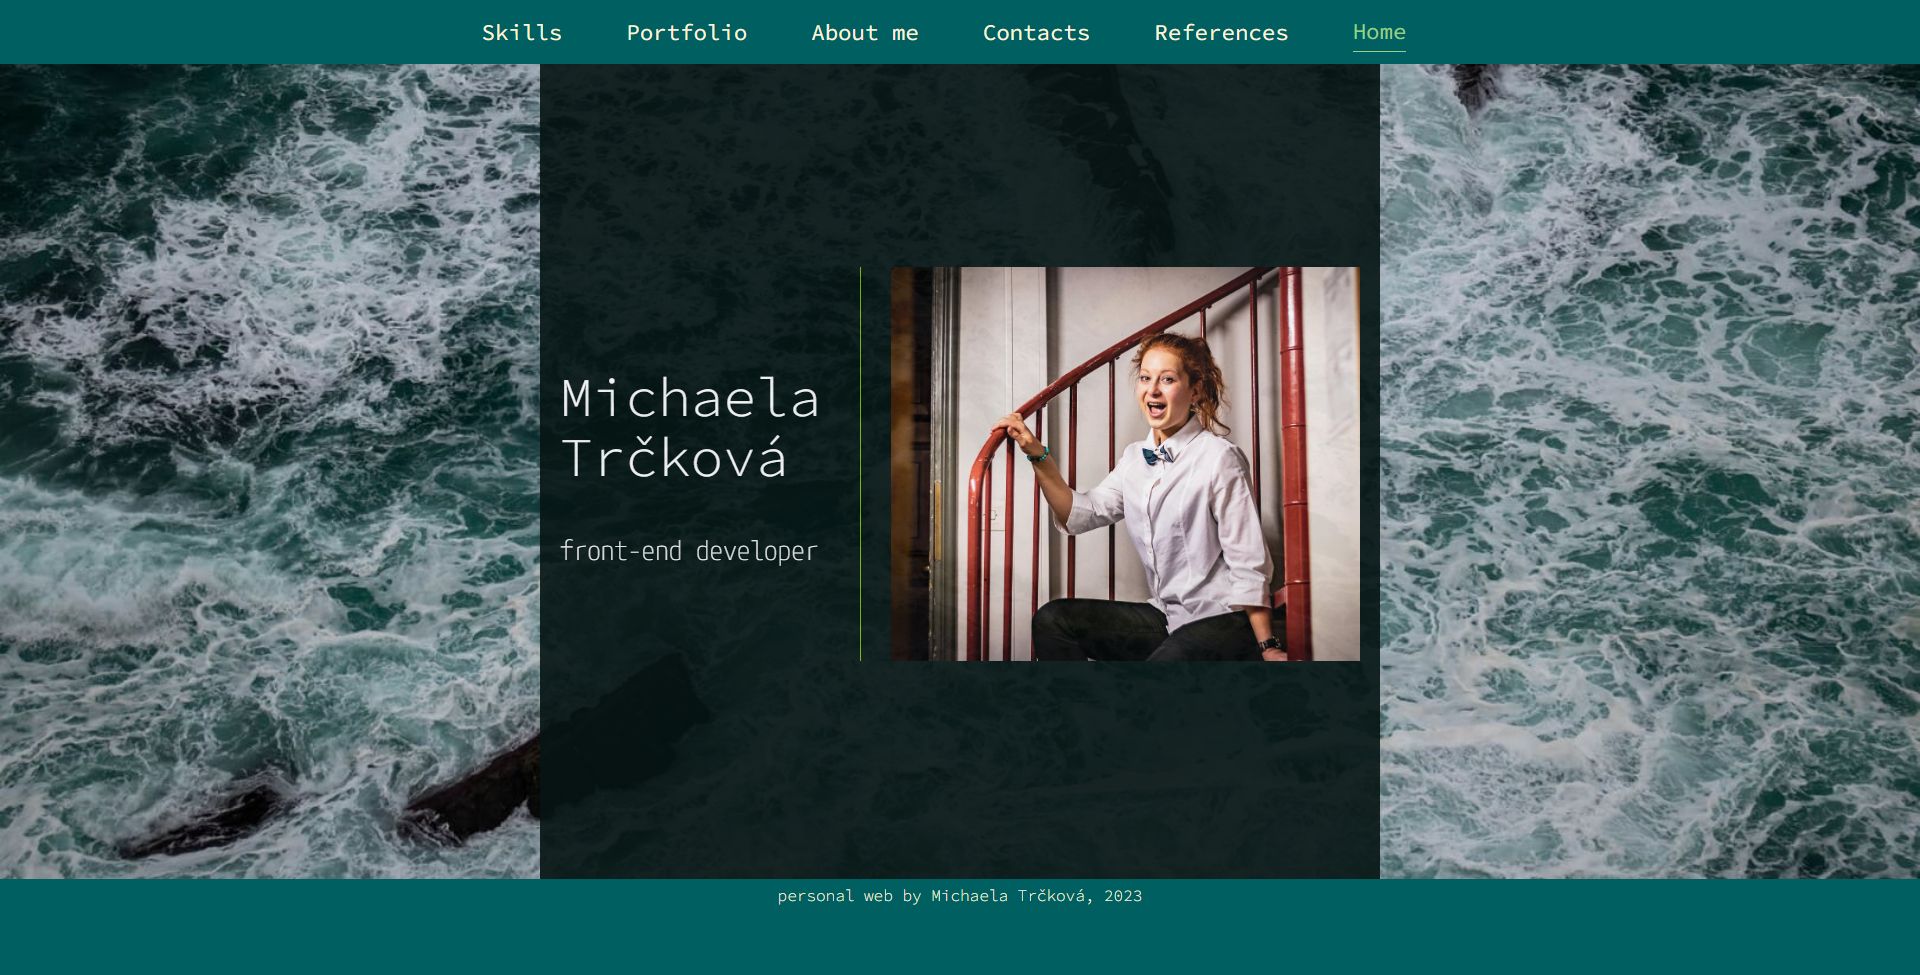 Skills Portfolio About me Contacts References Home
Michaela
Trčková
front-end developer
personal web by Michaela Trčková, 2023